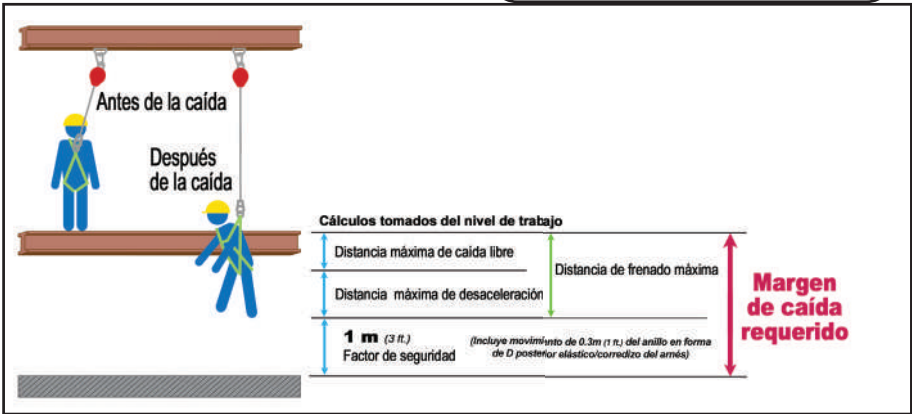 Antes de la caída
Después
de la caída
Cálculos tomados del nivel de trabajo
Distancia máxima de caída libre
Distancia máxima de desaceleración
Distancia de frenado máxima
1 m (3 ft.)
Factor de seguridad
(Incluye movimiunto de 0.3m (1 ft.) del anillo en forma
de D posterior elástico/corredizo del arnés)
Margen
de caída
requerido